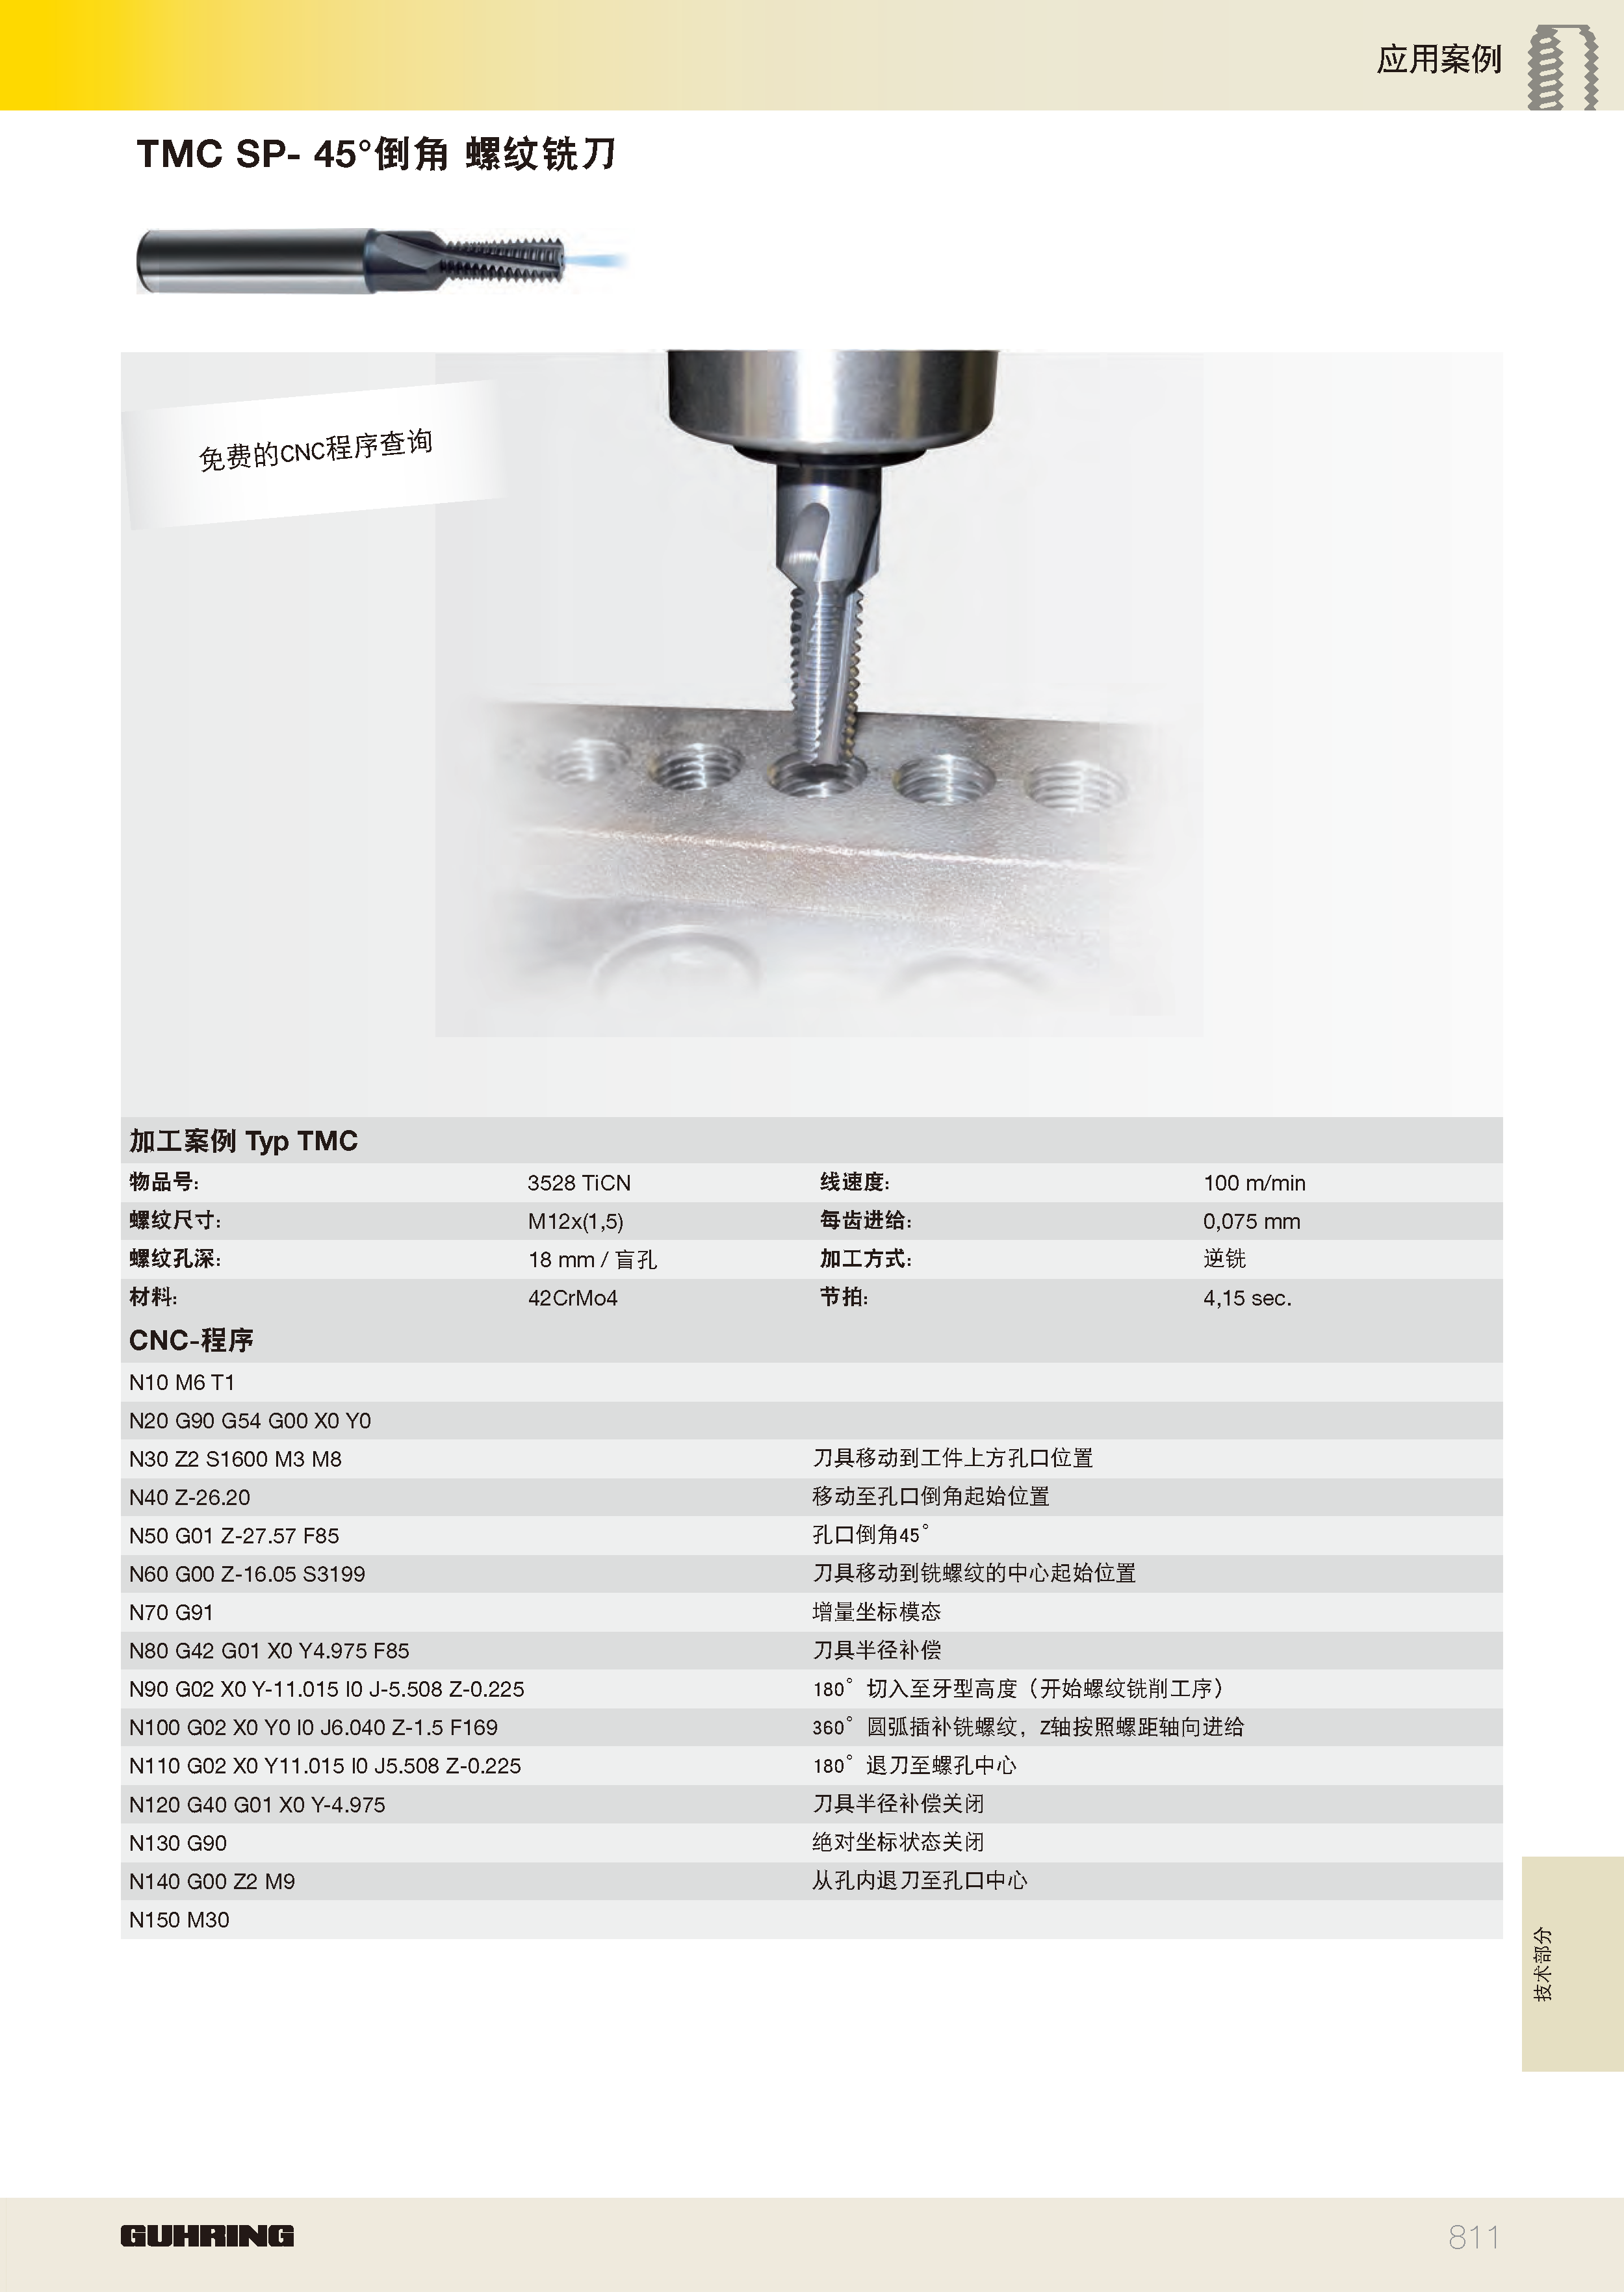 应用案例
TMC SP- 45°倒角 螺纹铣刀
免费的CNC程序查询
加工案例 Typ TMC
物品号: 3528 TiCN 线速度: 100 m/min
螺纹尺寸: M12x(1,5) 每齿进给: 0,075 mm
螺纹孔深: 18 mm / 盲孔 加工方式: 逆铣
材料: 42CrMo4 节拍: 4,15 sec.
CNC-程序
N10 M6 T1
N20 G90 G54 G00 X0 Y0
N30 Z2 S1600 M3 M8 刀具移动到工件上方孔口位置
N40 Z-26.20 移动至孔口倒角起始位置
N50 G01 Z-27.57 F85 孔口倒角45°
N60 G00 Z-16.05 S3199 刀具移动到铣螺纹的中心起始位置
N70 G91 增量坐标模态
N80 G42 G01 X0 Y4.975 F85 刀具半径补偿
N90 G02 X0 Y-11.015 I0 J-5.508 Z-0.225 180° 切入至牙型高度（开始螺纹铣削工序）
N100 G02 X0 Y0 I0 J6.040 Z-1.5 F169 360° 圆弧插补铣螺纹，Z轴按照螺距轴向进给
N110 G02 X0 Y11.015 I0 J5.508 Z-0.225 180° 退刀至螺孔中心
N120 G40 G01 X0 Y-4.975 刀具半径补偿关闭
N130 G90 绝对坐标状态关闭
N140 G00 Z2 M9 从孔内退刀至孔口中心
N150 M30
技术部分
GUHRING
811